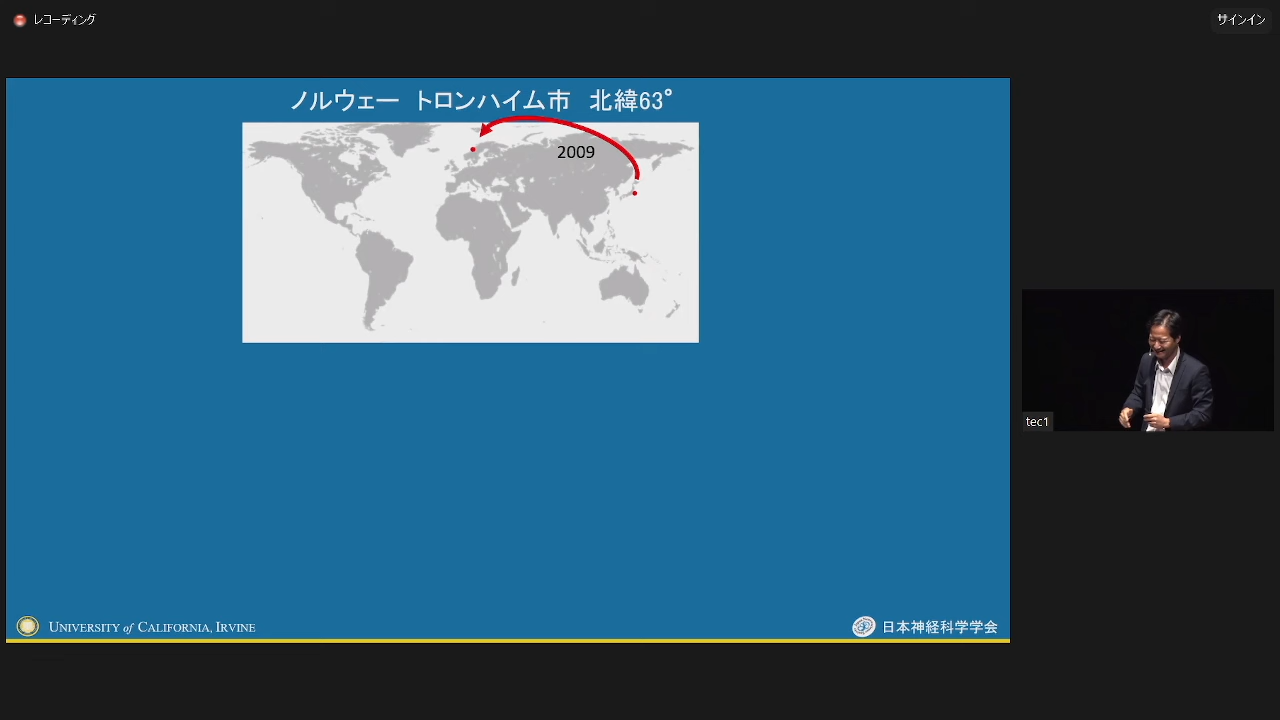 レコーディング
サインイン
ノルウェー　トロンハイム市　北緯63°
2009
tec1
UNIVERSITY of CALIFORNIA, IRVINE
日本神経科学学会